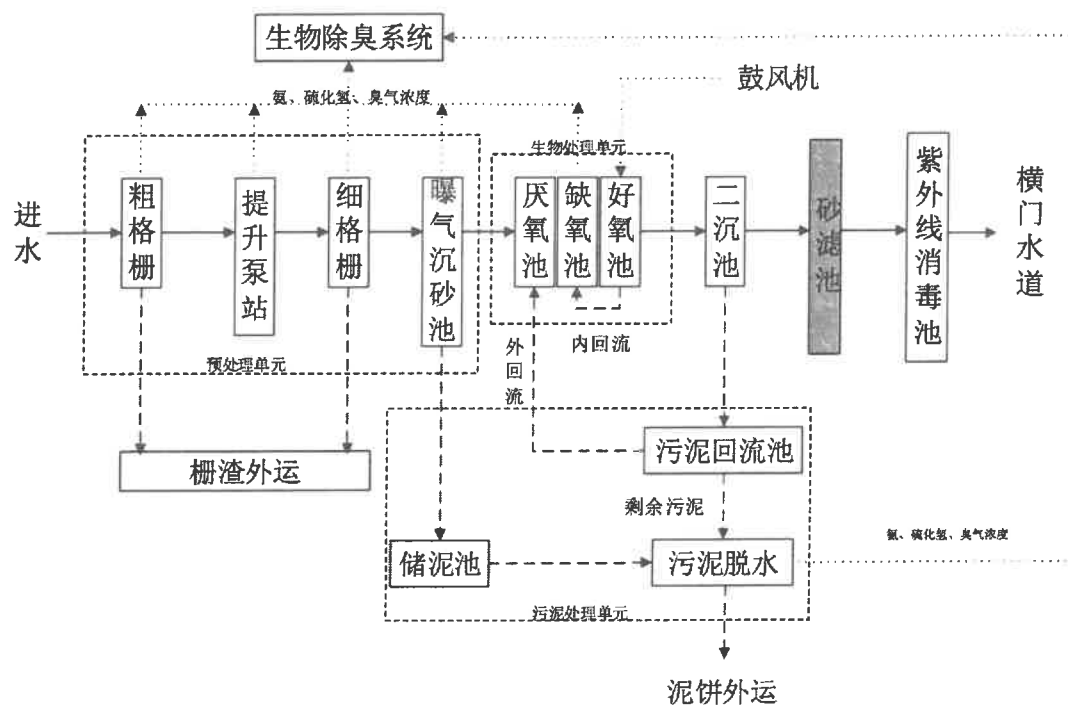 生物除臭系统
鼓风机
氨、硫化氢、臭气浓度
生物处理单元
进水
粗格栅
提升泵站
细格栅
曝气沉砂池
厌氧池
缺氧池
好氧池
二沉池
砂滤池
紫外线消毒池
横门水道
预处理单元
外回流
内回流
栅渣外运
污泥回流池
剩余污泥
氨、硫化氢、臭气浓度
储泥池
污泥脱水
污泥处理单元
泥饼外运